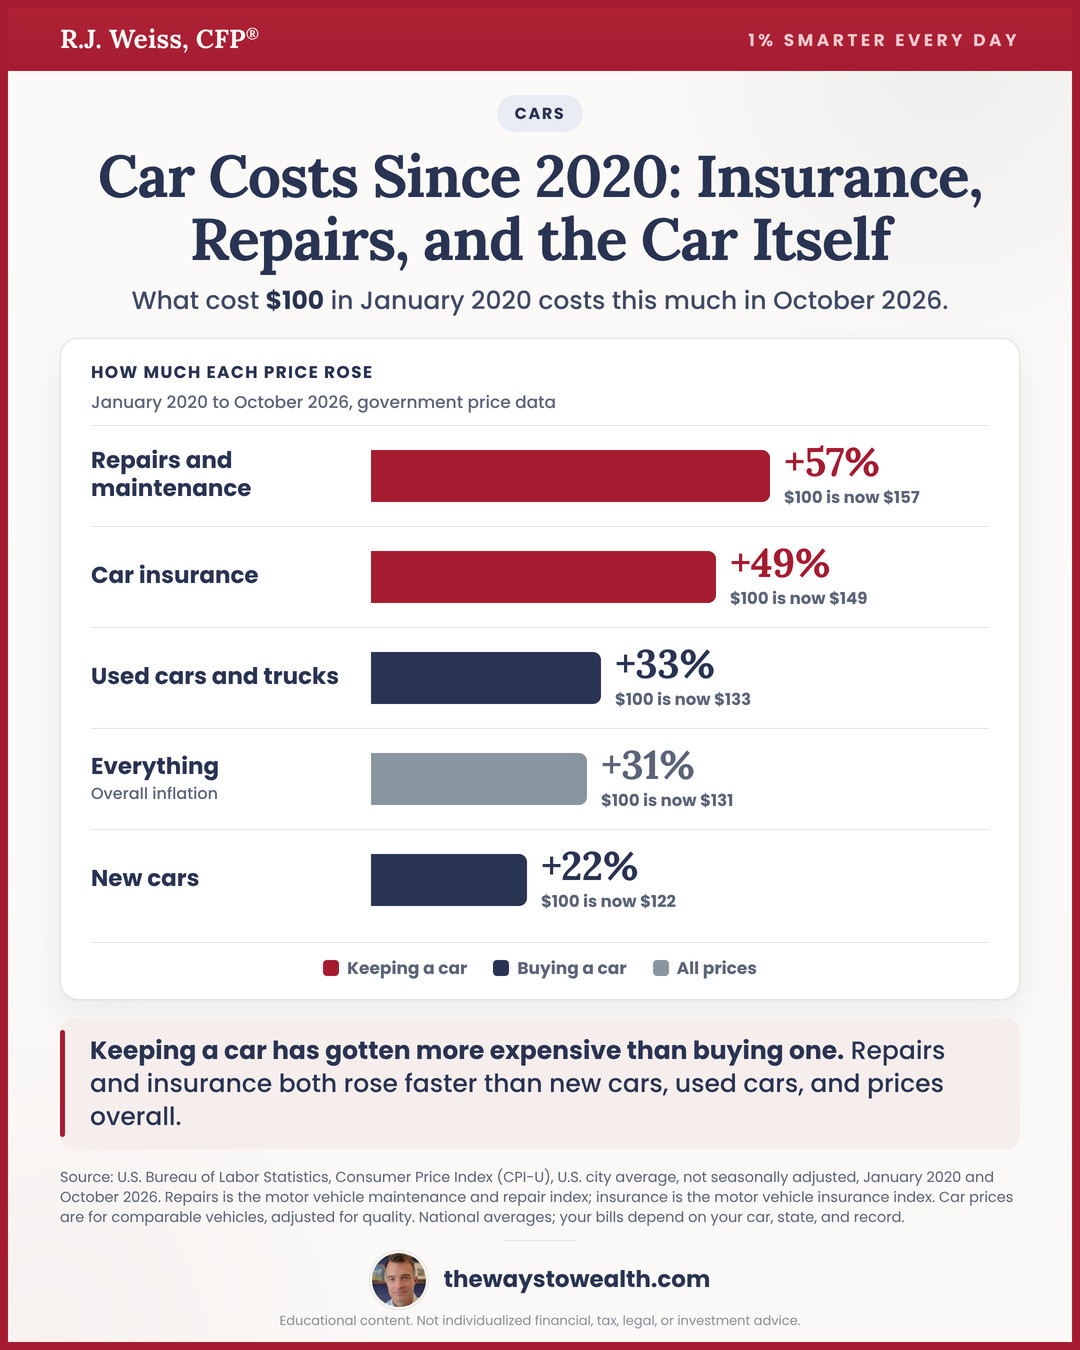 R.J. Weiss, CFP®
1% SMARTER EVERY DAY
CARS
Car Costs Since 2020: Insurance,
Repairs, and the Car Itself
What cost $100 in January 2020 costs this much in October 2026.
HOW MUCH EACH PRICE ROSE
January 2020 to October 2026, government price data
Repairs and
maintenance
+57%
$100 is now $157
Car insurance
+49%
$100 is now $149
Used cars and trucks
+33%
$100 is now $133
Everything
Overall inflation
+31%
$100 is now $131
New cars
+22%
$100 is now $122
Keeping a car
Buying a car
All prices
Keeping a car has gotten more expensive than buying one. Repairs
and insurance both rose faster than new cars, used cars, and prices
overall.
Source: U.S. Bureau of Labor Statistics, Consumer Price Index (CPI-U), U.S. city average, not seasonally adjusted, January 2020 and
October 2026. Repairs is the motor vehicle maintenance and repair index; insurance is the motor vehicle insurance index. Car prices
are for comparable vehicles, adjusted for quality. National averages; your bills depend on your car, state, and record.
thewaystowealth.com
Educational content. Not individualized financial, tax, legal, or investment advice.